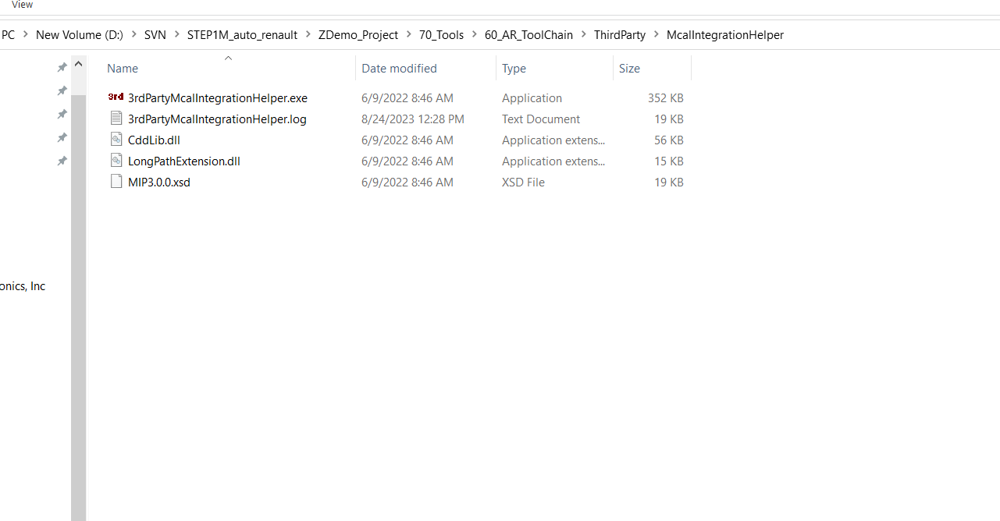 View
PC > New Volume (D:) > SVN > STEP1M_auto_renault > ZDemo_Project > 70_Tools > 60_AR_ToolChain > ThirdParty > McalIntegrationHelper
Name Date modified Type Size
3rd 3rdPartyMcalIntegrationHelper.exe 6/9/2022 8:46 AM Application 352 KB
3rdPartyMcalIntegrationHelper.log 8/24/2023 12:28 PM Text Document 19 KB
CddLib.dll 6/9/2022 8:46 AM Application extens... 56 KB
LongPathExtension.dll 6/9/2022 8:46 AM Application extens... 15 KB
MIP3.0.0.xsd 6/9/2022 8:46 AM XSD File 19 KB
onics, Inc